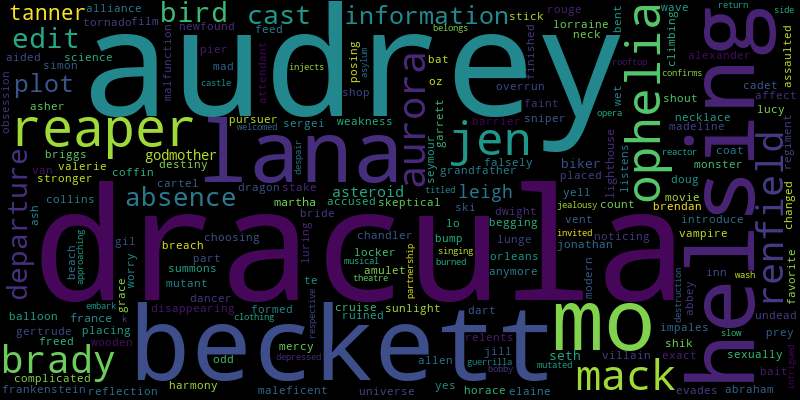 tanner alliance bird cast information stick rouge bent wave return side
tornado film newfound feed belongs lorraine neck climbing
edit audrey ophelia helsing
aided science malfunction pier attendant posing asylum bat finished alexander assaulted
simon mad castle injects shop oz overrun wet rooftop confirms cadet
obsession plot aurora affect
asher garrett faint sniper shout necklace lucy
reaper pursuer welcomed sergei weakness jen barrier opera madeline
briggs godmother lana despair seymour falsely biker lighthouse listens reactor coat regiment
valerie destiny grandfather placed doug monster
departure stronger van coffin cartel dragon stake asteroid titled leigh yell count movie renfield changed
collins absence martha accused skeptical ski jealousy brendan introduce
ash dracula bride lo begging dwight vent invited vampire
beach approaching gil breach choosing luring chandler bump lunge jonathan noticing
worry part locker musical singing orleans modern inn wash favorite
summons te amulet burned anymore destruction abbey
mutant theatre partnership
embark grace dancer respective undead
balloon france k disappearing formed cruise sunlight dart mo impales slow prey
gertrude placing clothing ruined beckett relents
brady freed wooden mercy jill seth villain shik exact sexually
odd depressed allen guerrilla mutated mack bait intrigued
complicated bobby
frankenstein reflection harmony maleficent universe yes horace elaine evades abraham